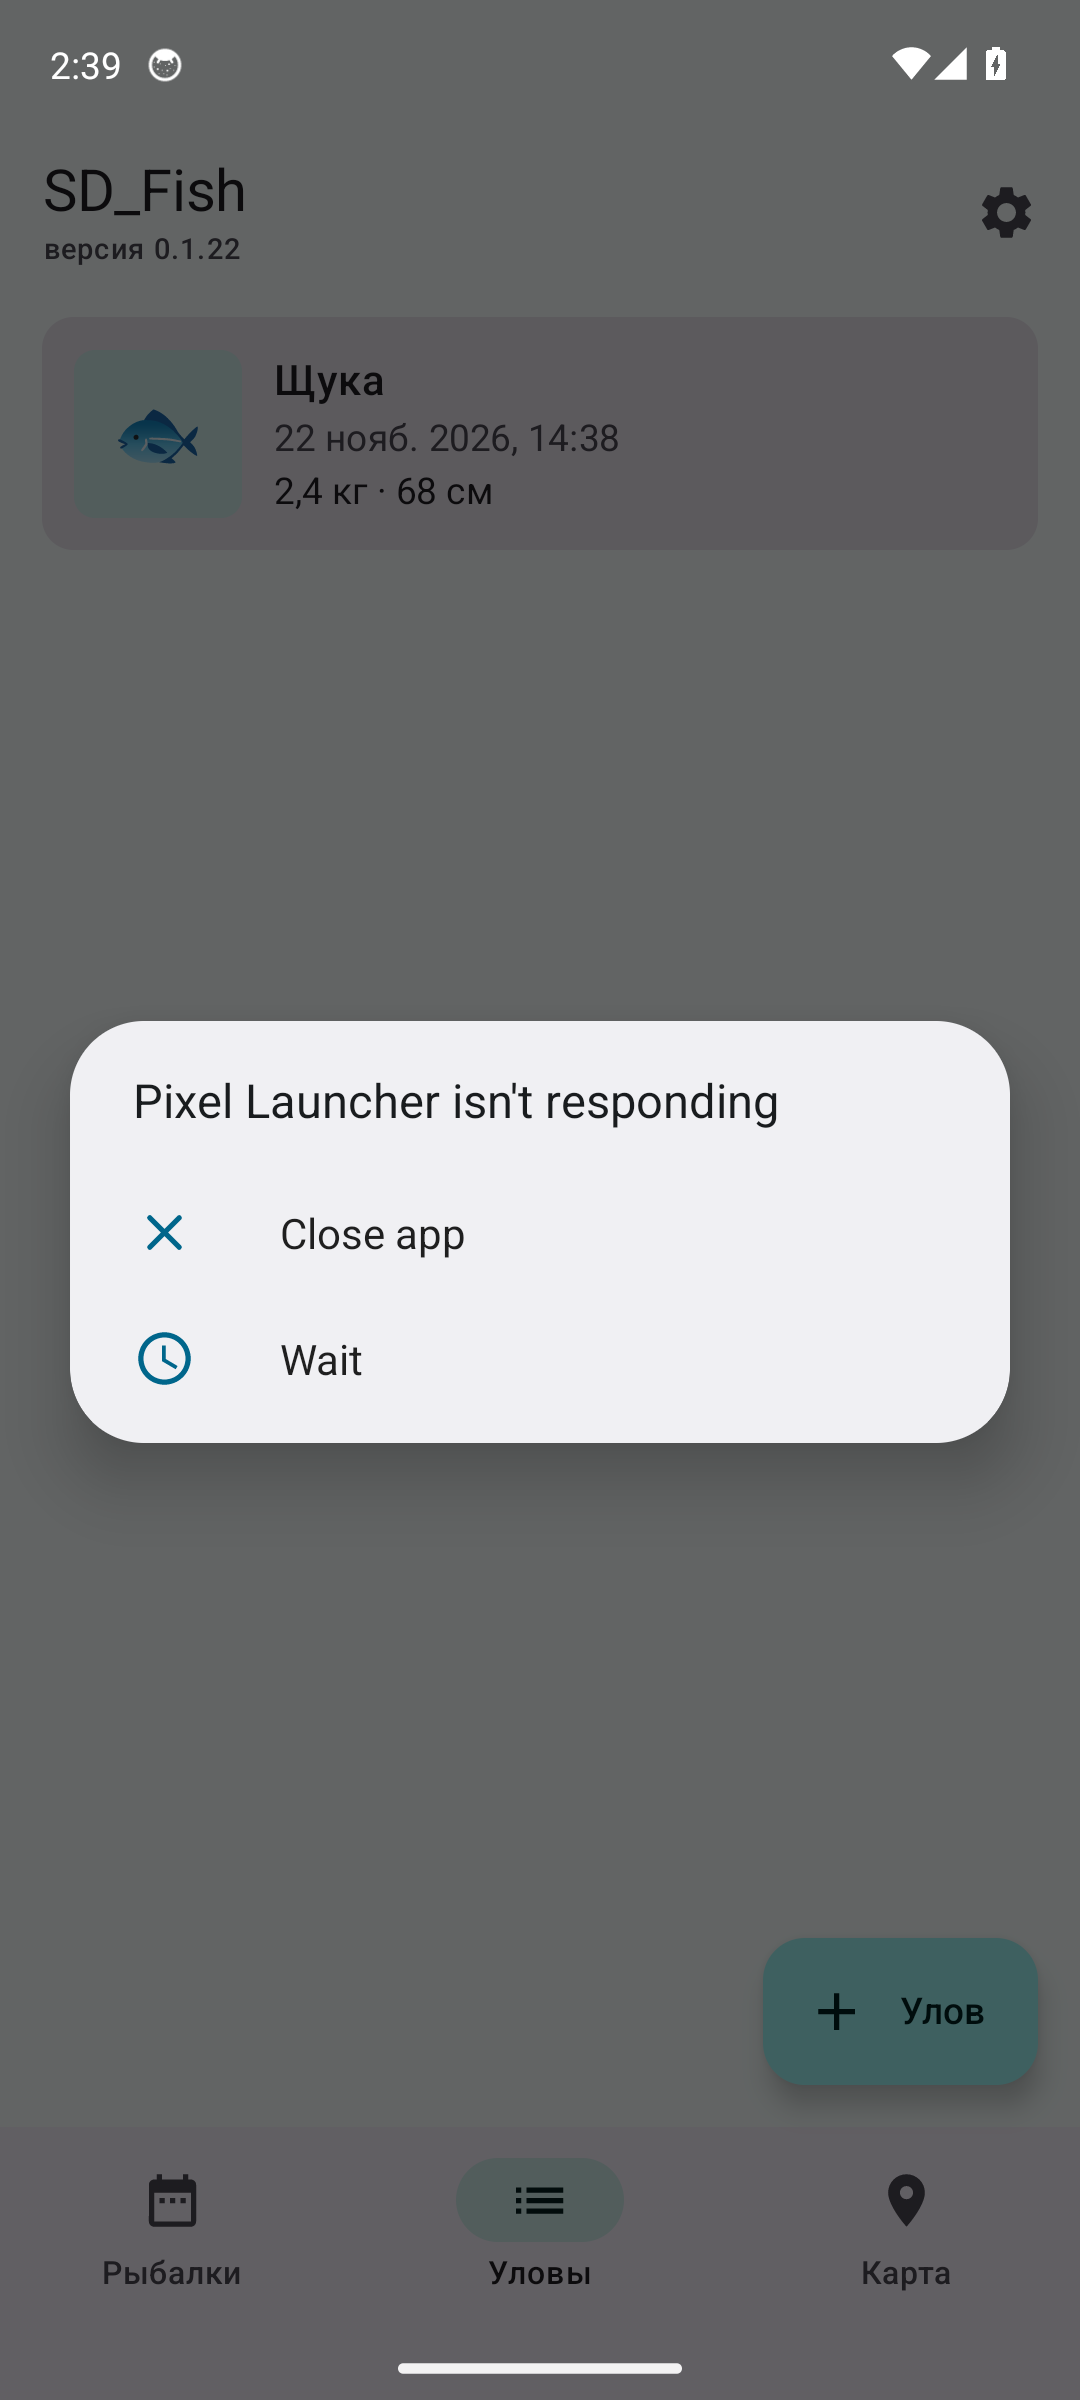 2:39
SD_Fish
версия 0.1.22
Щука
22 нояб. 2026, 14:38
2,4 кг · 68 см
Pixel Launcher isn't responding
Close app
Wait
Улов
Рыбалки
Уловы
Карта